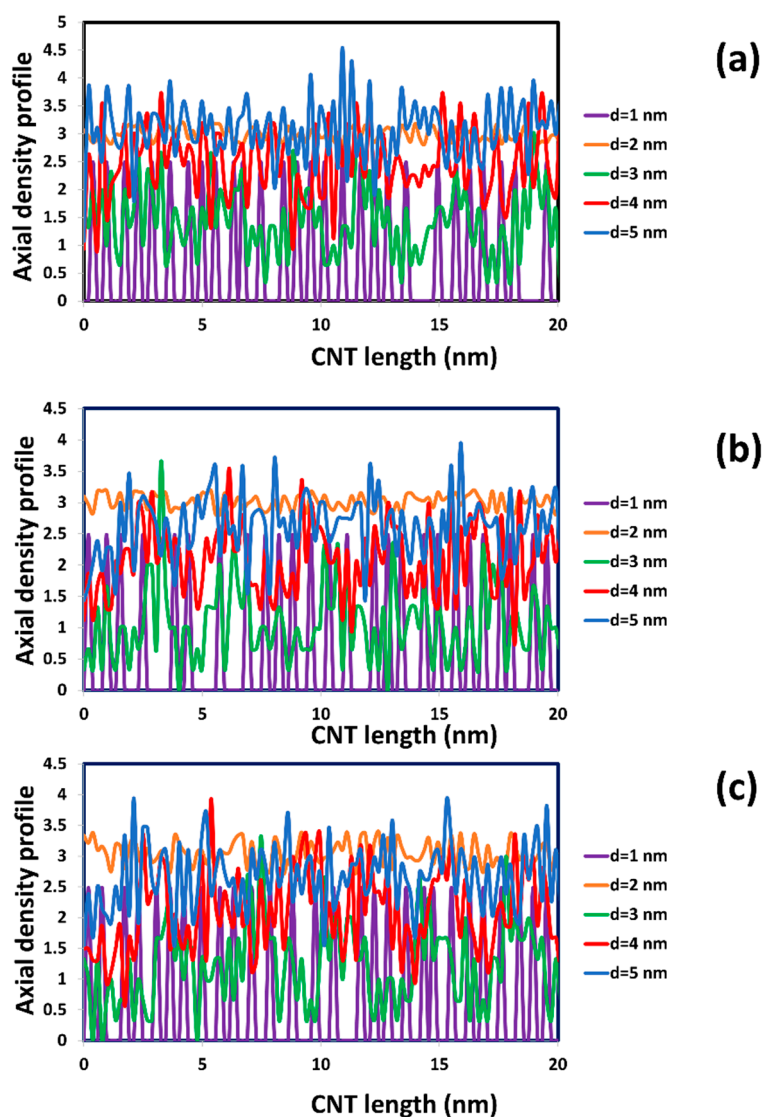 (a)
Axial density profile
5
4.5
4
3.5
3
2.5
2
1.5
1
0.5
0
0 5 10 15 20
CNT length (nm)
d=1 nm
d=2 nm
d=3 nm
d=4 nm
d=5 nm
(b)
Axial density profile
4.5
4
3.5
3
2.5
2
1.5
1
0.5
0
0 5 10 15 20
CNT length (nm)
d=1 nm
d=2 nm
d=3 nm
d=4 nm
d=5 nm
(c)
Axial density profile
4.5
4
3.5
3
2.5
2
1.5
1
0.5
0
0 5 10 15 20
CNT length (nm)
d=1 nm
d=2 nm
d=3 nm
d=4 nm
d=5 nm